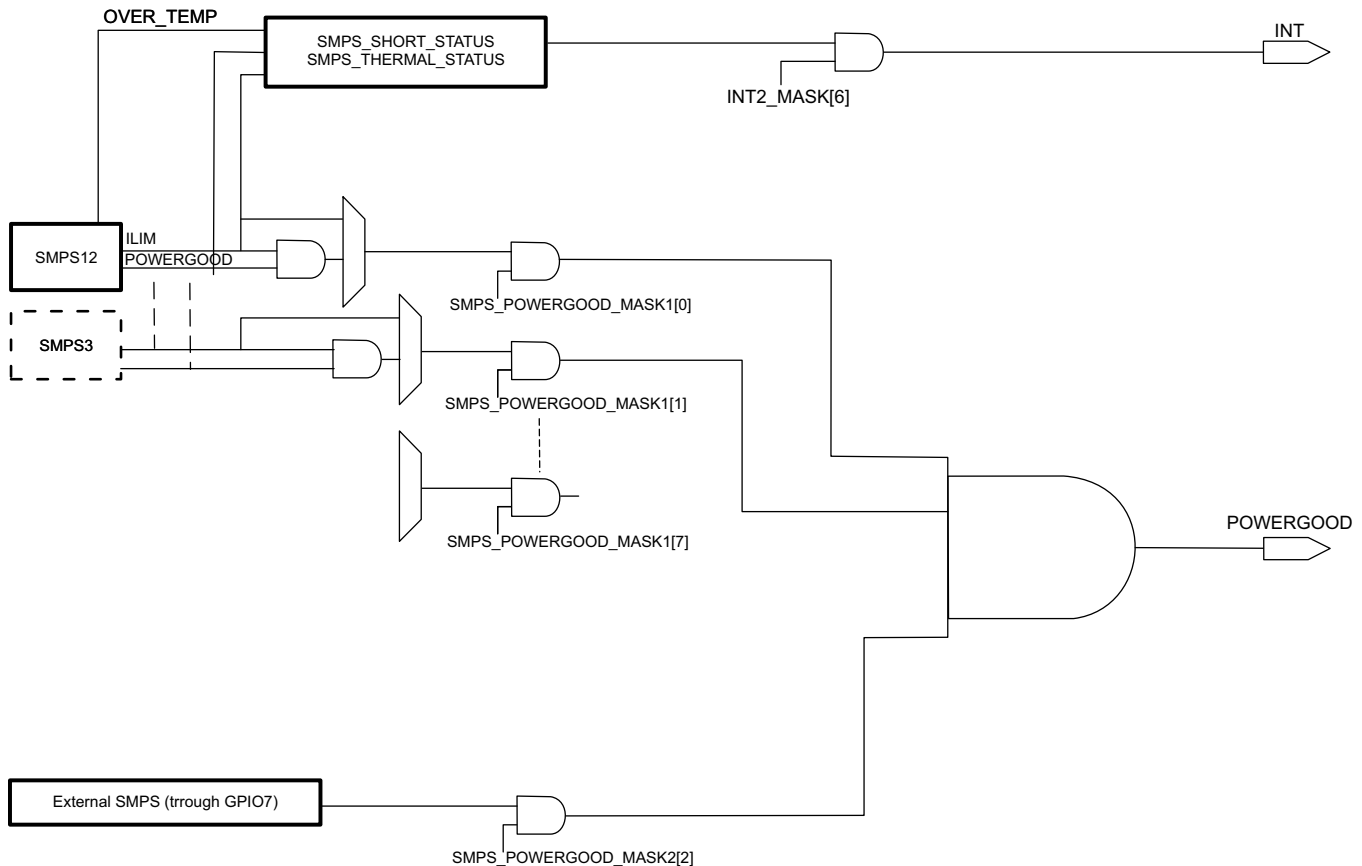 OVER_TEMP
SMPS_SHORT_STATUS
SMPS_THERMAL_STATUS
INT
INT2_MASK[6]
SMPS12
ILIM
POWERGOOD
SMPS_POWERGOOD_MASK1[0]
SMPS3
SMPS_POWERGOOD_MASK1[1]
SMPS_POWERGOOD_MASK1[7]
POWERGOOD
External SMPS (trrough GPIO7)
SMPS_POWERGOOD_MASK2[2]